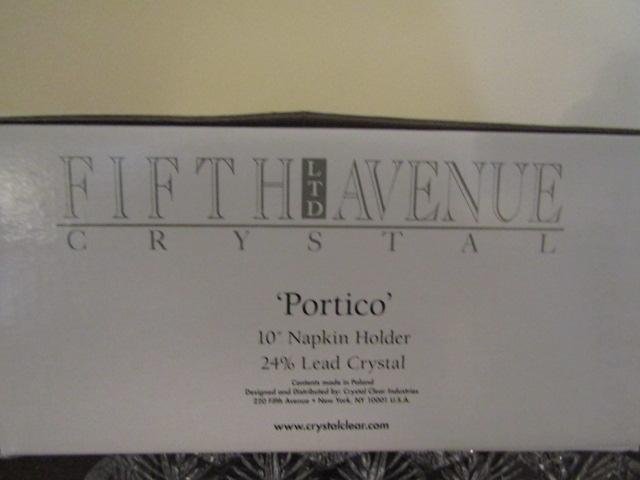 FIFTH LTD AVENUE
CRYSTAL
'Portico'
10" Napkin Holder
24% Lead Crystal
Contents made in Poland
Designed and Distributed by: Crystal Clear Industries
220 Fifth Avenue • New York, NY 10001 U.S.A.
www.crystalclear.com